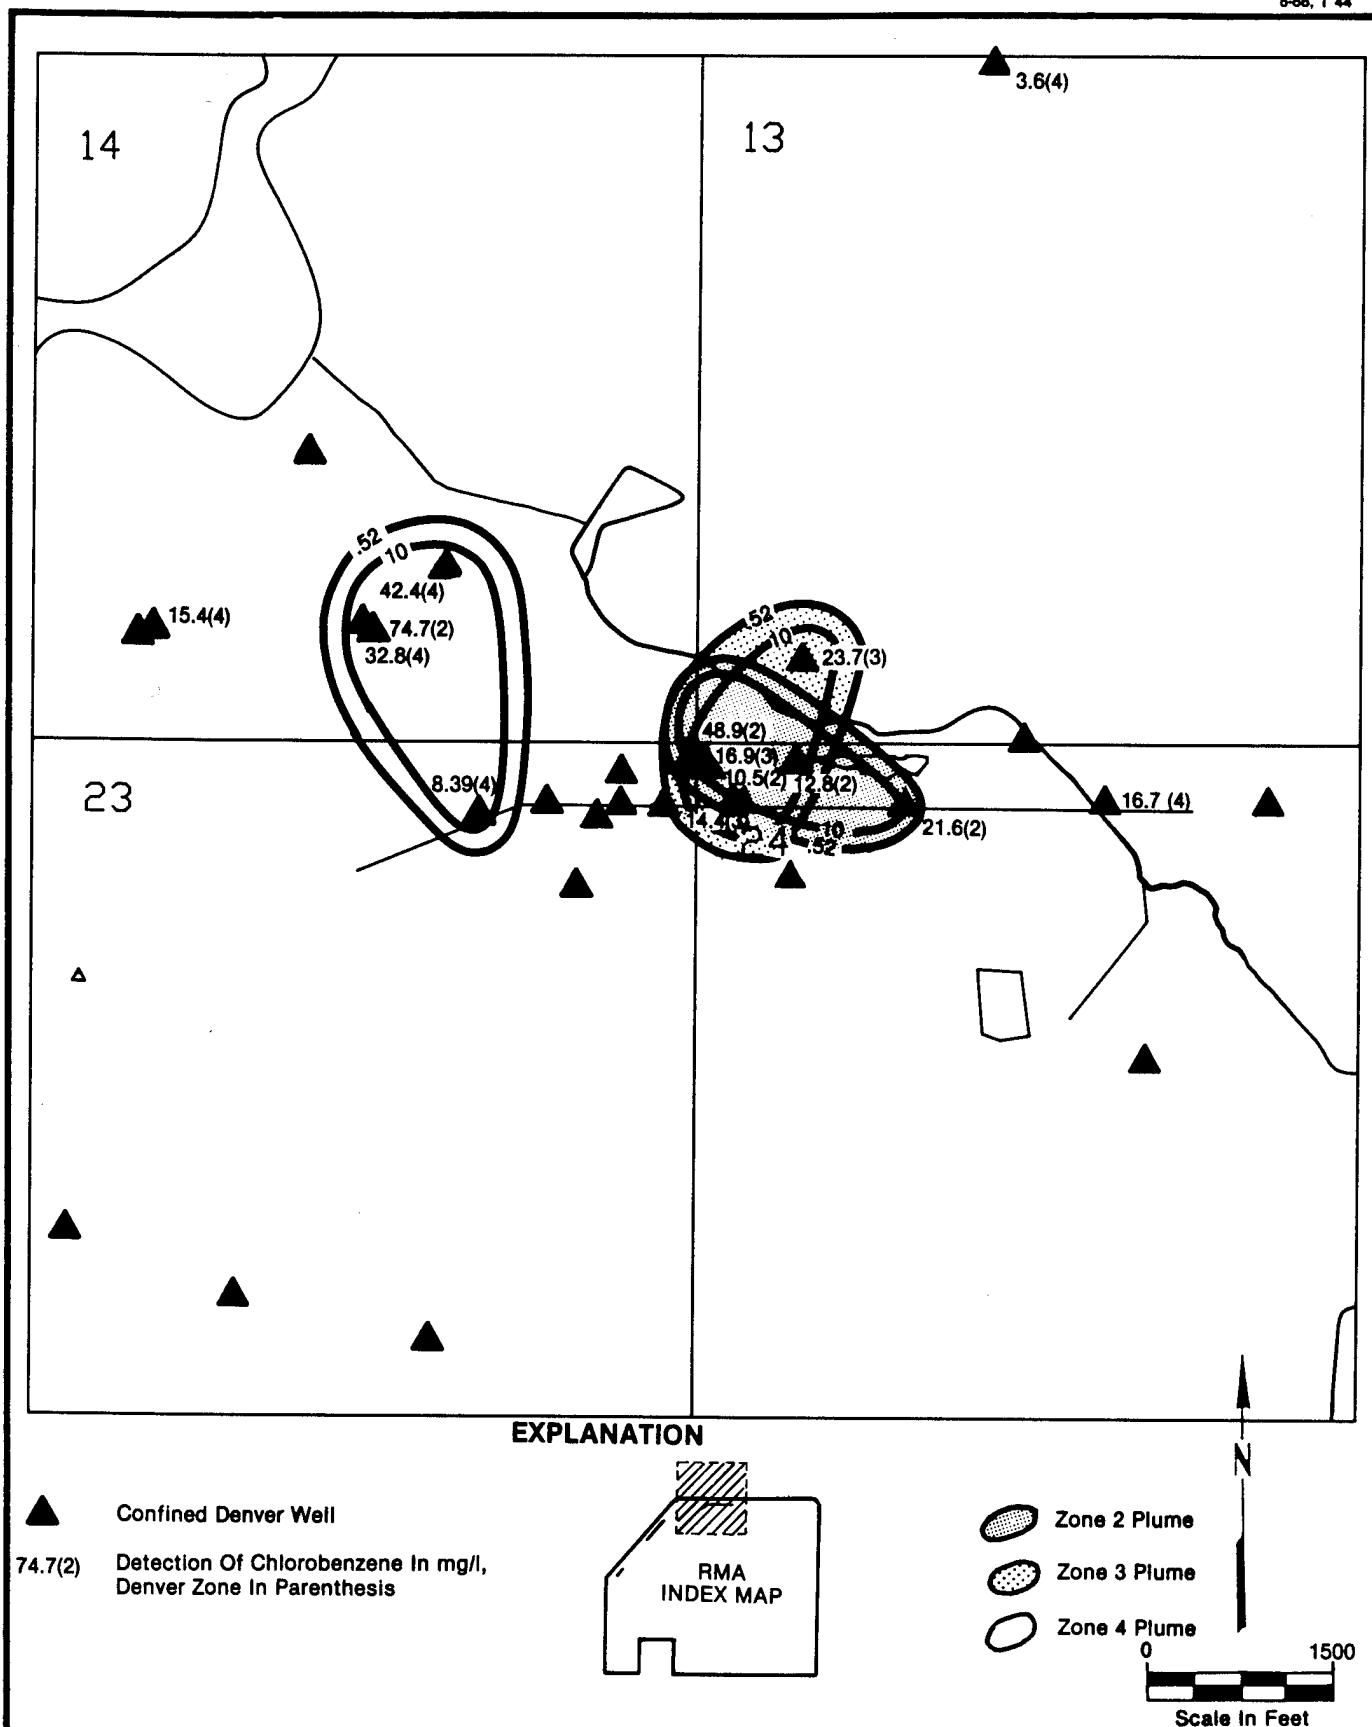 3.6(4)
14
13
.52
10
42.4(4)
15.4(4)
74.7(2)
32.8(4)
.52
10
23.7(3)
48.9(2)
16.9(3)
10.5(2)
12.8(2)
8.39(4)
23
16.7 (4)
10
21.6(2)
.52
EXPLANATION
N
Confined Denver Well
74.7(2)
Detection Of Chlorobenzene In mg/l,
Denver Zone In Parenthesis
RMA
INDEX MAP
Zone 2 Plume
Zone 3 Plume
Zone 4 Plume
0
1500
Scale In Feet